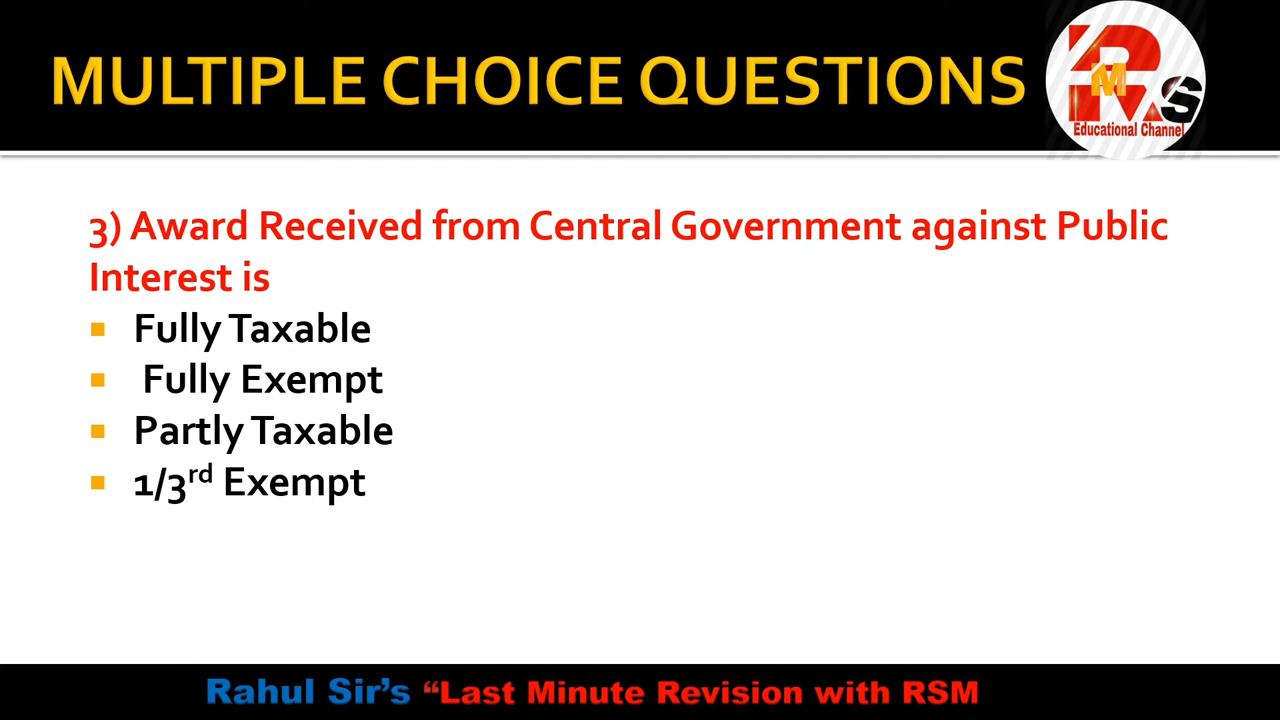 MULTIPLE CHOICE QUESTIONS
RMS
Educational Channel
3) Award Received from Central Government against Public
Interest is
Fully Taxable
Fully Exempt
Partly Taxable
1/3rd Exempt
Rahul Sir's “Last Minute Revision with RSM